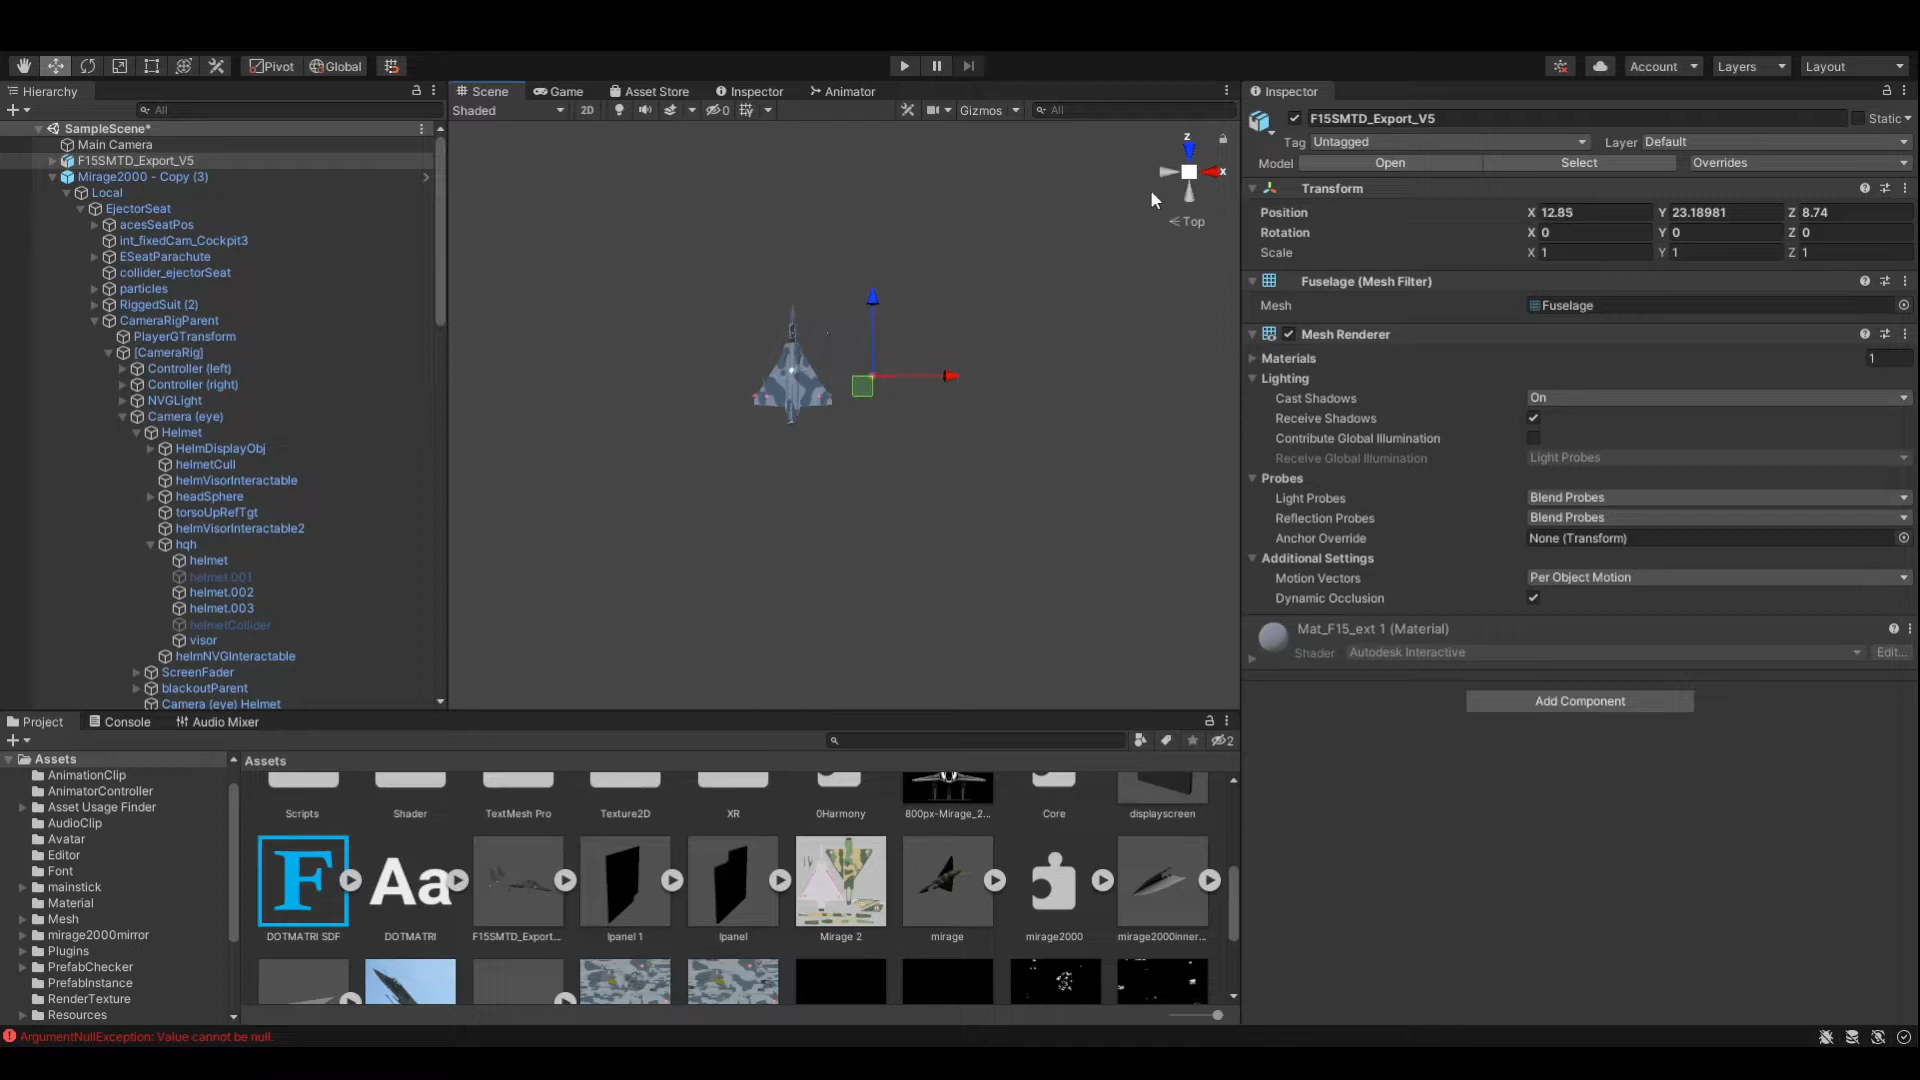 Pivot Global Account Layers Layout
Hierarchy
All
SampleScene*
Main Camera
F15SMTD_Export_V5
Mirage2000 - Copy (3)
Local
EjectorSeat
acesSeatPos
int_fixedCam_Cockpit3
ESeatParachute
collider_ejectorSeat
particles
RiggedSuit (2)
CameraRigParent
PlayerGTransform
[CameraRig]
Controller (left)
Controller (right)
NVGLight
Camera (eye)
Helmet
HelmDisplayObj
helmetCull
helmVisorInteractable
headSphere
torsoUpRefTgt
helmVisorInteractable2
hqh
helmet
helmet.001
helmet.002
helmet.003
helmetCollider
visor
helmNVGInteractable
ScreenFader
blackoutParent
Camera (eye) Helmet
Scene Game Asset Store Inspector Animator
Shaded 2D 0 Gizmos All
z
x
Top
Inspector
F15SMTD_Export_V5 Static
Tag Untagged Layer Default
Model Open Select Overrides
Transform
Position X 12.85 Y 23.18981 Z 8.74
Rotation X 0 Y 0 Z 0
Scale X 1 Y 1 Z 1
Fuselage (Mesh Filter)
Mesh Fuselage
Mesh Renderer
Materials 1
Lighting
Cast Shadows On
Receive Shadows
Contribute Global Illumination
Receive Global Illumination Light Probes
Probes
Light Probes Blend Probes
Reflection Probes Blend Probes
Anchor Override None (Transform)
Additional Settings
Motion Vectors Per Object Motion
Dynamic Occlusion
Mat_F15_ext 1 (Material)
Shader Autodesk Interactive Edit...
Add Component
Project Console Audio Mixer
2
Assets
AnimationClip
AnimatorController
Asset Usage Finder
AudioClip
Avatar
Editor
Font
mainstick
Material
Mesh
mirage2000mirror
Plugins
PrefabChecker
PrefabInstance
RenderTexture
Resources
Assets
Scripts Shader TextMesh Pro Texture2D XR 0Harmony 800px-Mirage_2... Core displayscreen
F Aa
DOTMATRI SDF DOTMATRI F15SMTD_Export... lpanel 1 lpanel Mirage 2 mirage mirage2000 mirage2000inner...
ArgumentNullException: Value cannot be null.